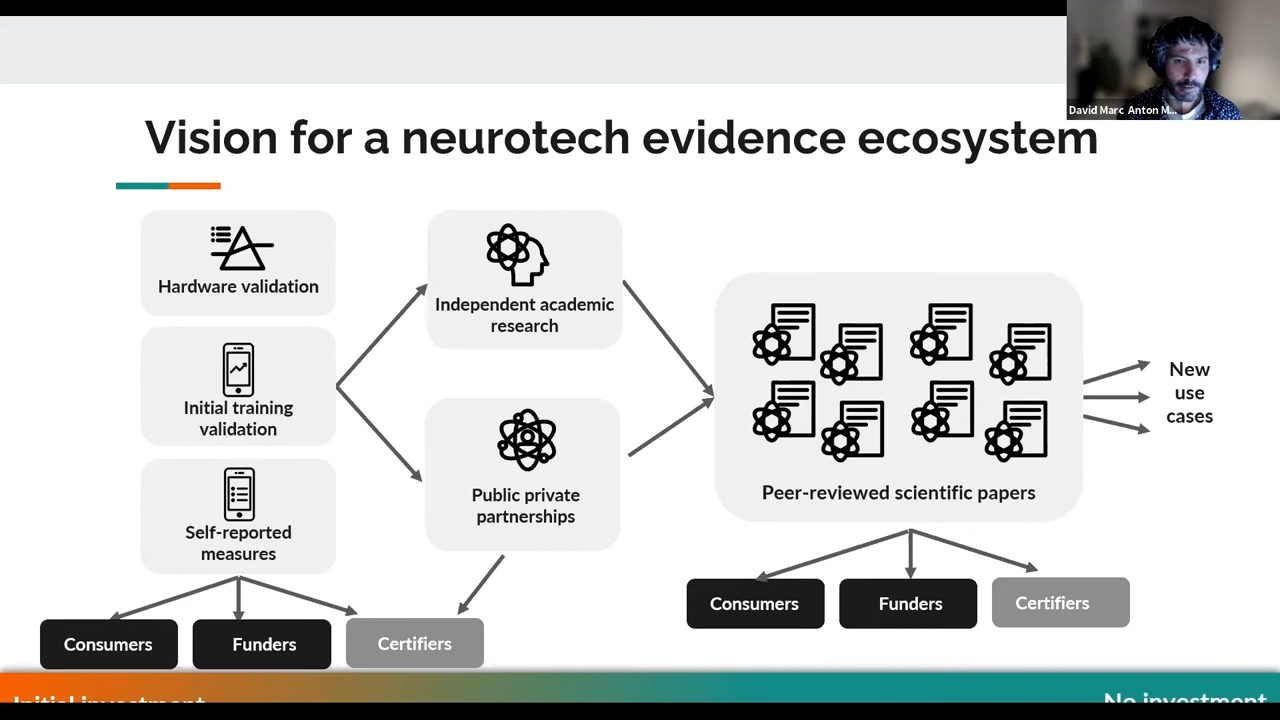 David Marc Anton M...
Vision for a neurotech evidence ecosystem
Hardware validation
Initial training
validation
Self-reported
measures
Independent academic
research
Public private
partnerships
Peer-reviewed scientific papers
New
use
cases
Consumers
Funders
Certifiers
Consumers
Funders
Certifiers
Initial investment
No investment